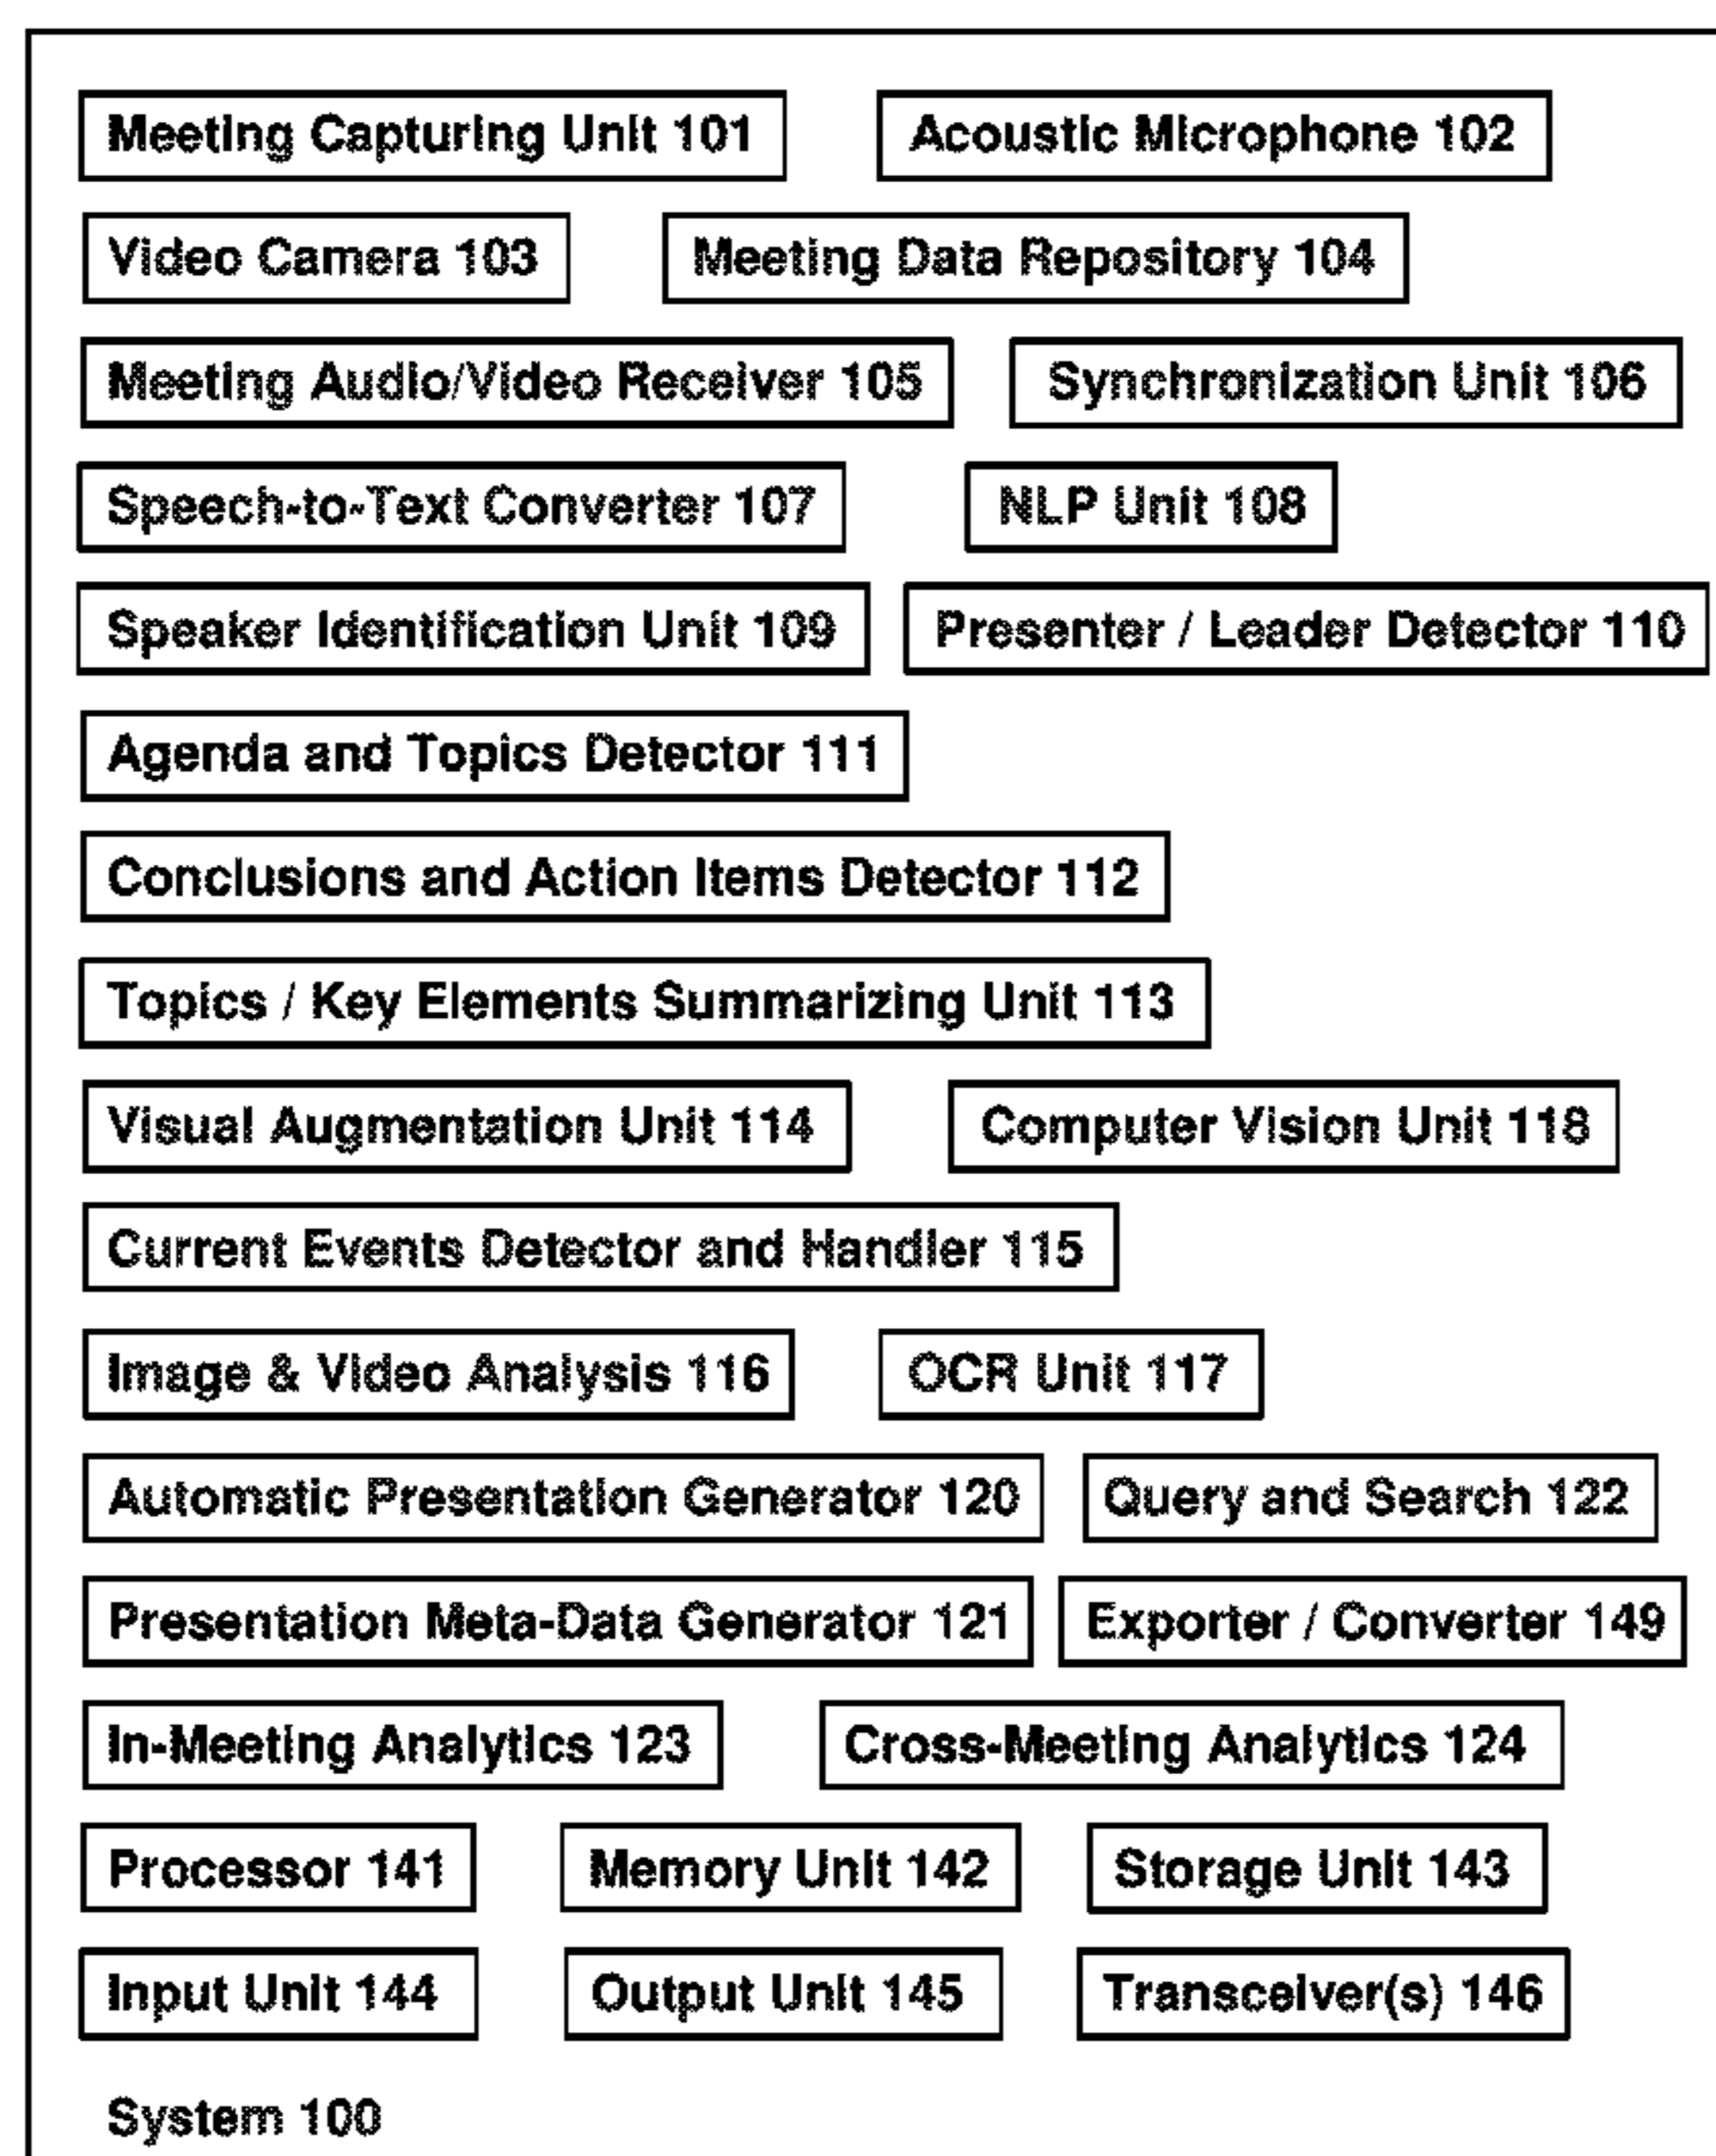 Meeting Capturing Unit 101 Acoustic Microphone 102
Video Camera 103 Meeting Data Repository 104
Meeting Audio/Video Receiver 105 Synchronization Unit 106
Speech-to-Text Converter 107 NLP Unit 108
Speaker Identification Unit 109 Presenter / Leader Detector 110
Agenda and Topics Detector 111
Conclusions and Action Items Detector 112
Topics / Key Elements Summarizing Unit 113
Visual Augmentation Unit 114 Computer Vision Unit 118
Current Events Detector and Handler 115
Image & Video Analysis 116 OCR Unit 117
Automatic Presentation Generator 120 Query and Search 122
Presentation Meta-Data Generator 121 Exporter / Converter 149
In-Meeting Analytics 123 Cross-Meeting Analytics 124
Processor 141 Memory Unit 142 Storage Unit 143
Input Unit 144 Output Unit 145 Transceiver(s) 146
System 100